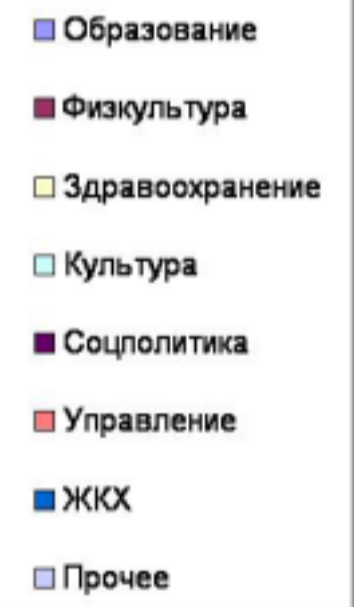 Образование
Физкультура
Здравоохранение
Культура
Соцполитика
Управление
ЖКХ
Прочее